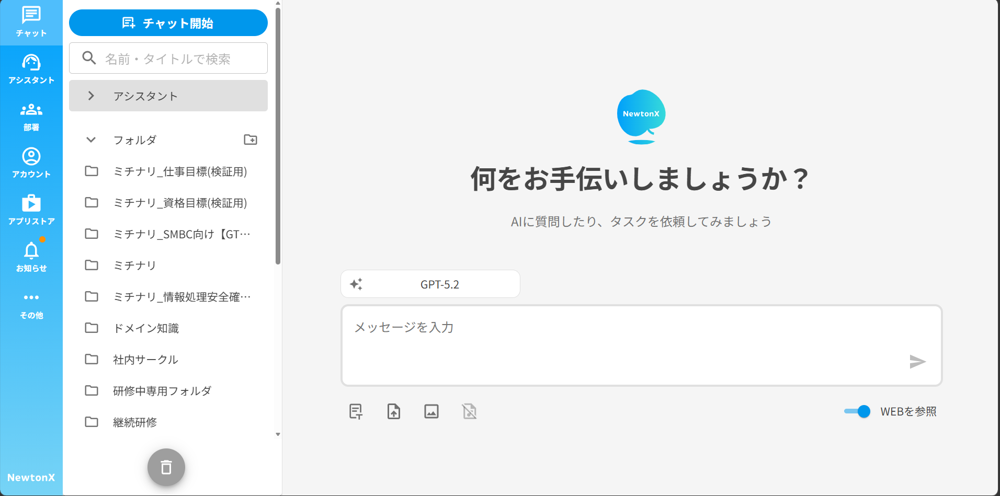 チャット
アシスタント
部署
アカウント
アプリストア
お知らせ
その他
NewtonX
チャット開始
名前・タイトルで検索
アシスタント
フォルダ
ミチナリ_仕事目標(検証用)
ミチナリ_資格目標(検証用)
ミチナリ_SMBC向け【GT…
ミチナリ
ミチナリ_情報処理安全確…
ドメイン知識
社内サークル
研修中専用フォルダ
継続研修
NewtonX
何をお手伝いしましょうか？
AIに質問したり、タスクを依頼してみましょう
GPT-5.2
メッセージを入力
WEBを参照